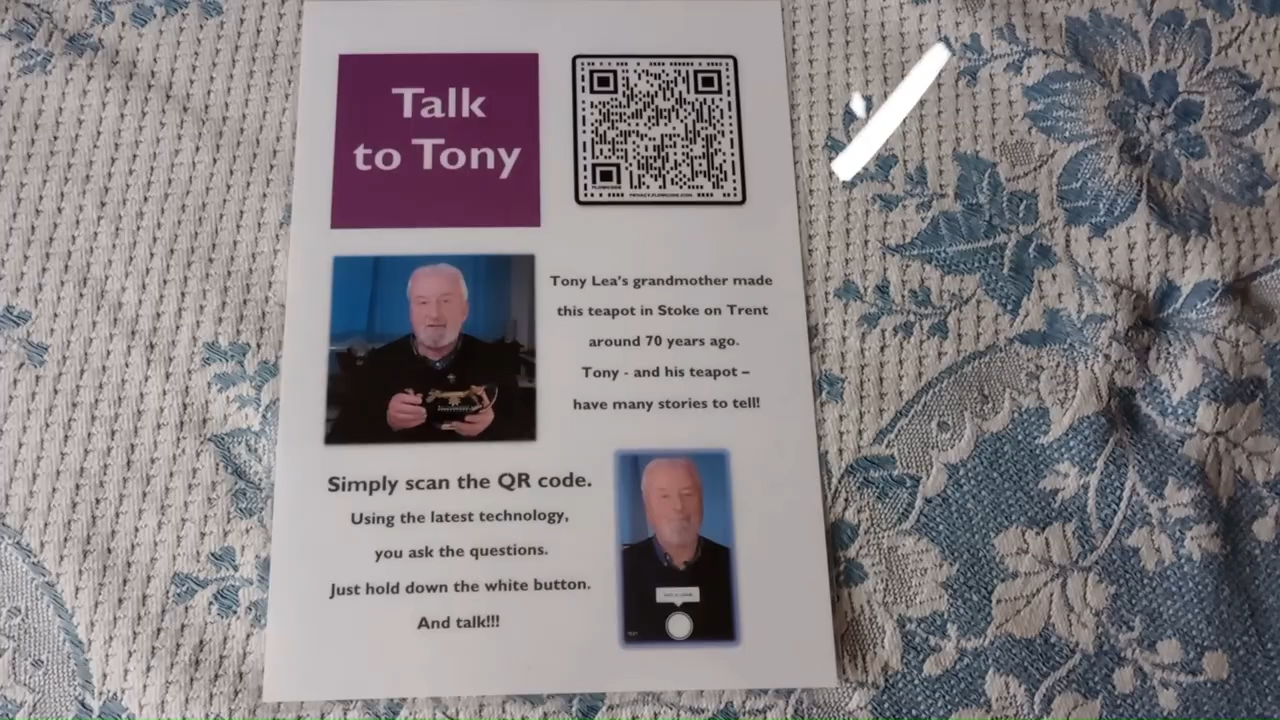 Talk
to Tony
Tony Lea's grandmother made
this teapot in Stoke on Trent
around 70 years ago.
Tony - and his teapot –
have many stories to tell!
Simply scan the QR code.
Using the latest technology,
you ask the questions.
Just hold down the white button.
And talk!!!